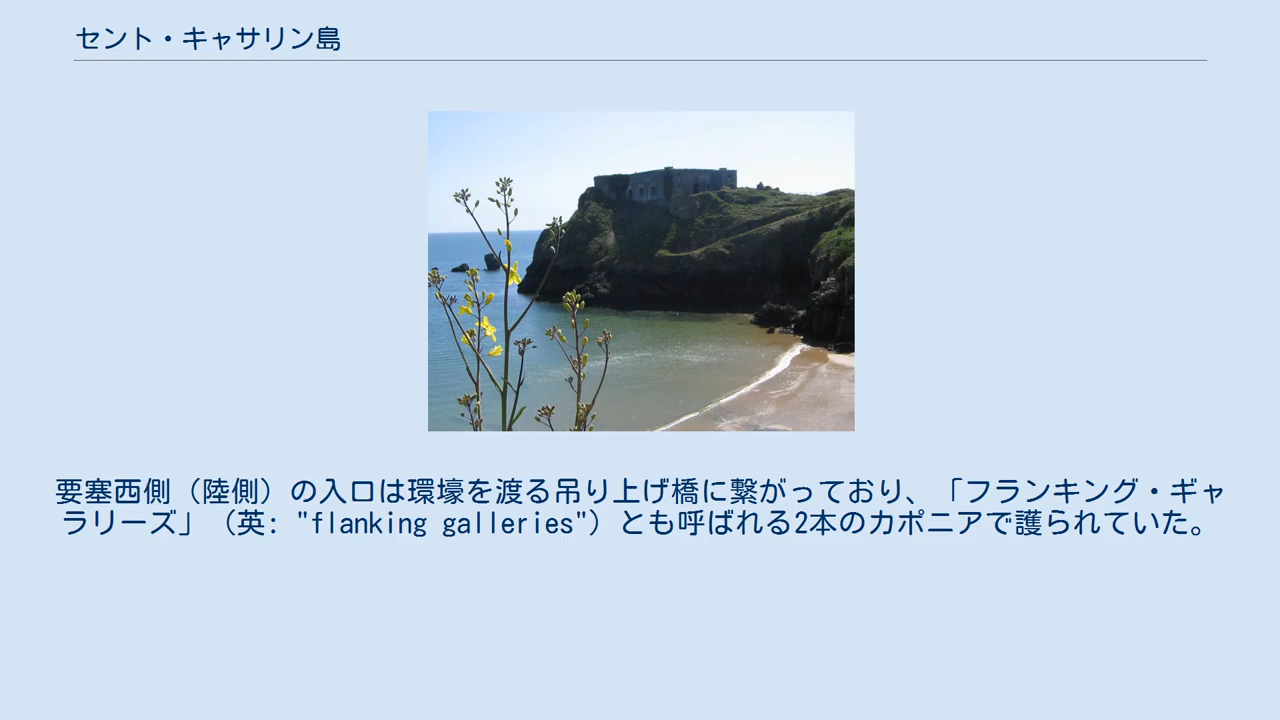 セント・キャサリン島
要塞西側（陸側）の入口は環壕を渡る吊り上げ橋に繋がっており、「フランキング・ギャ
ラリーズ」（英: "flanking galleries"）とも呼ばれる2本のカポニアで護られていた。